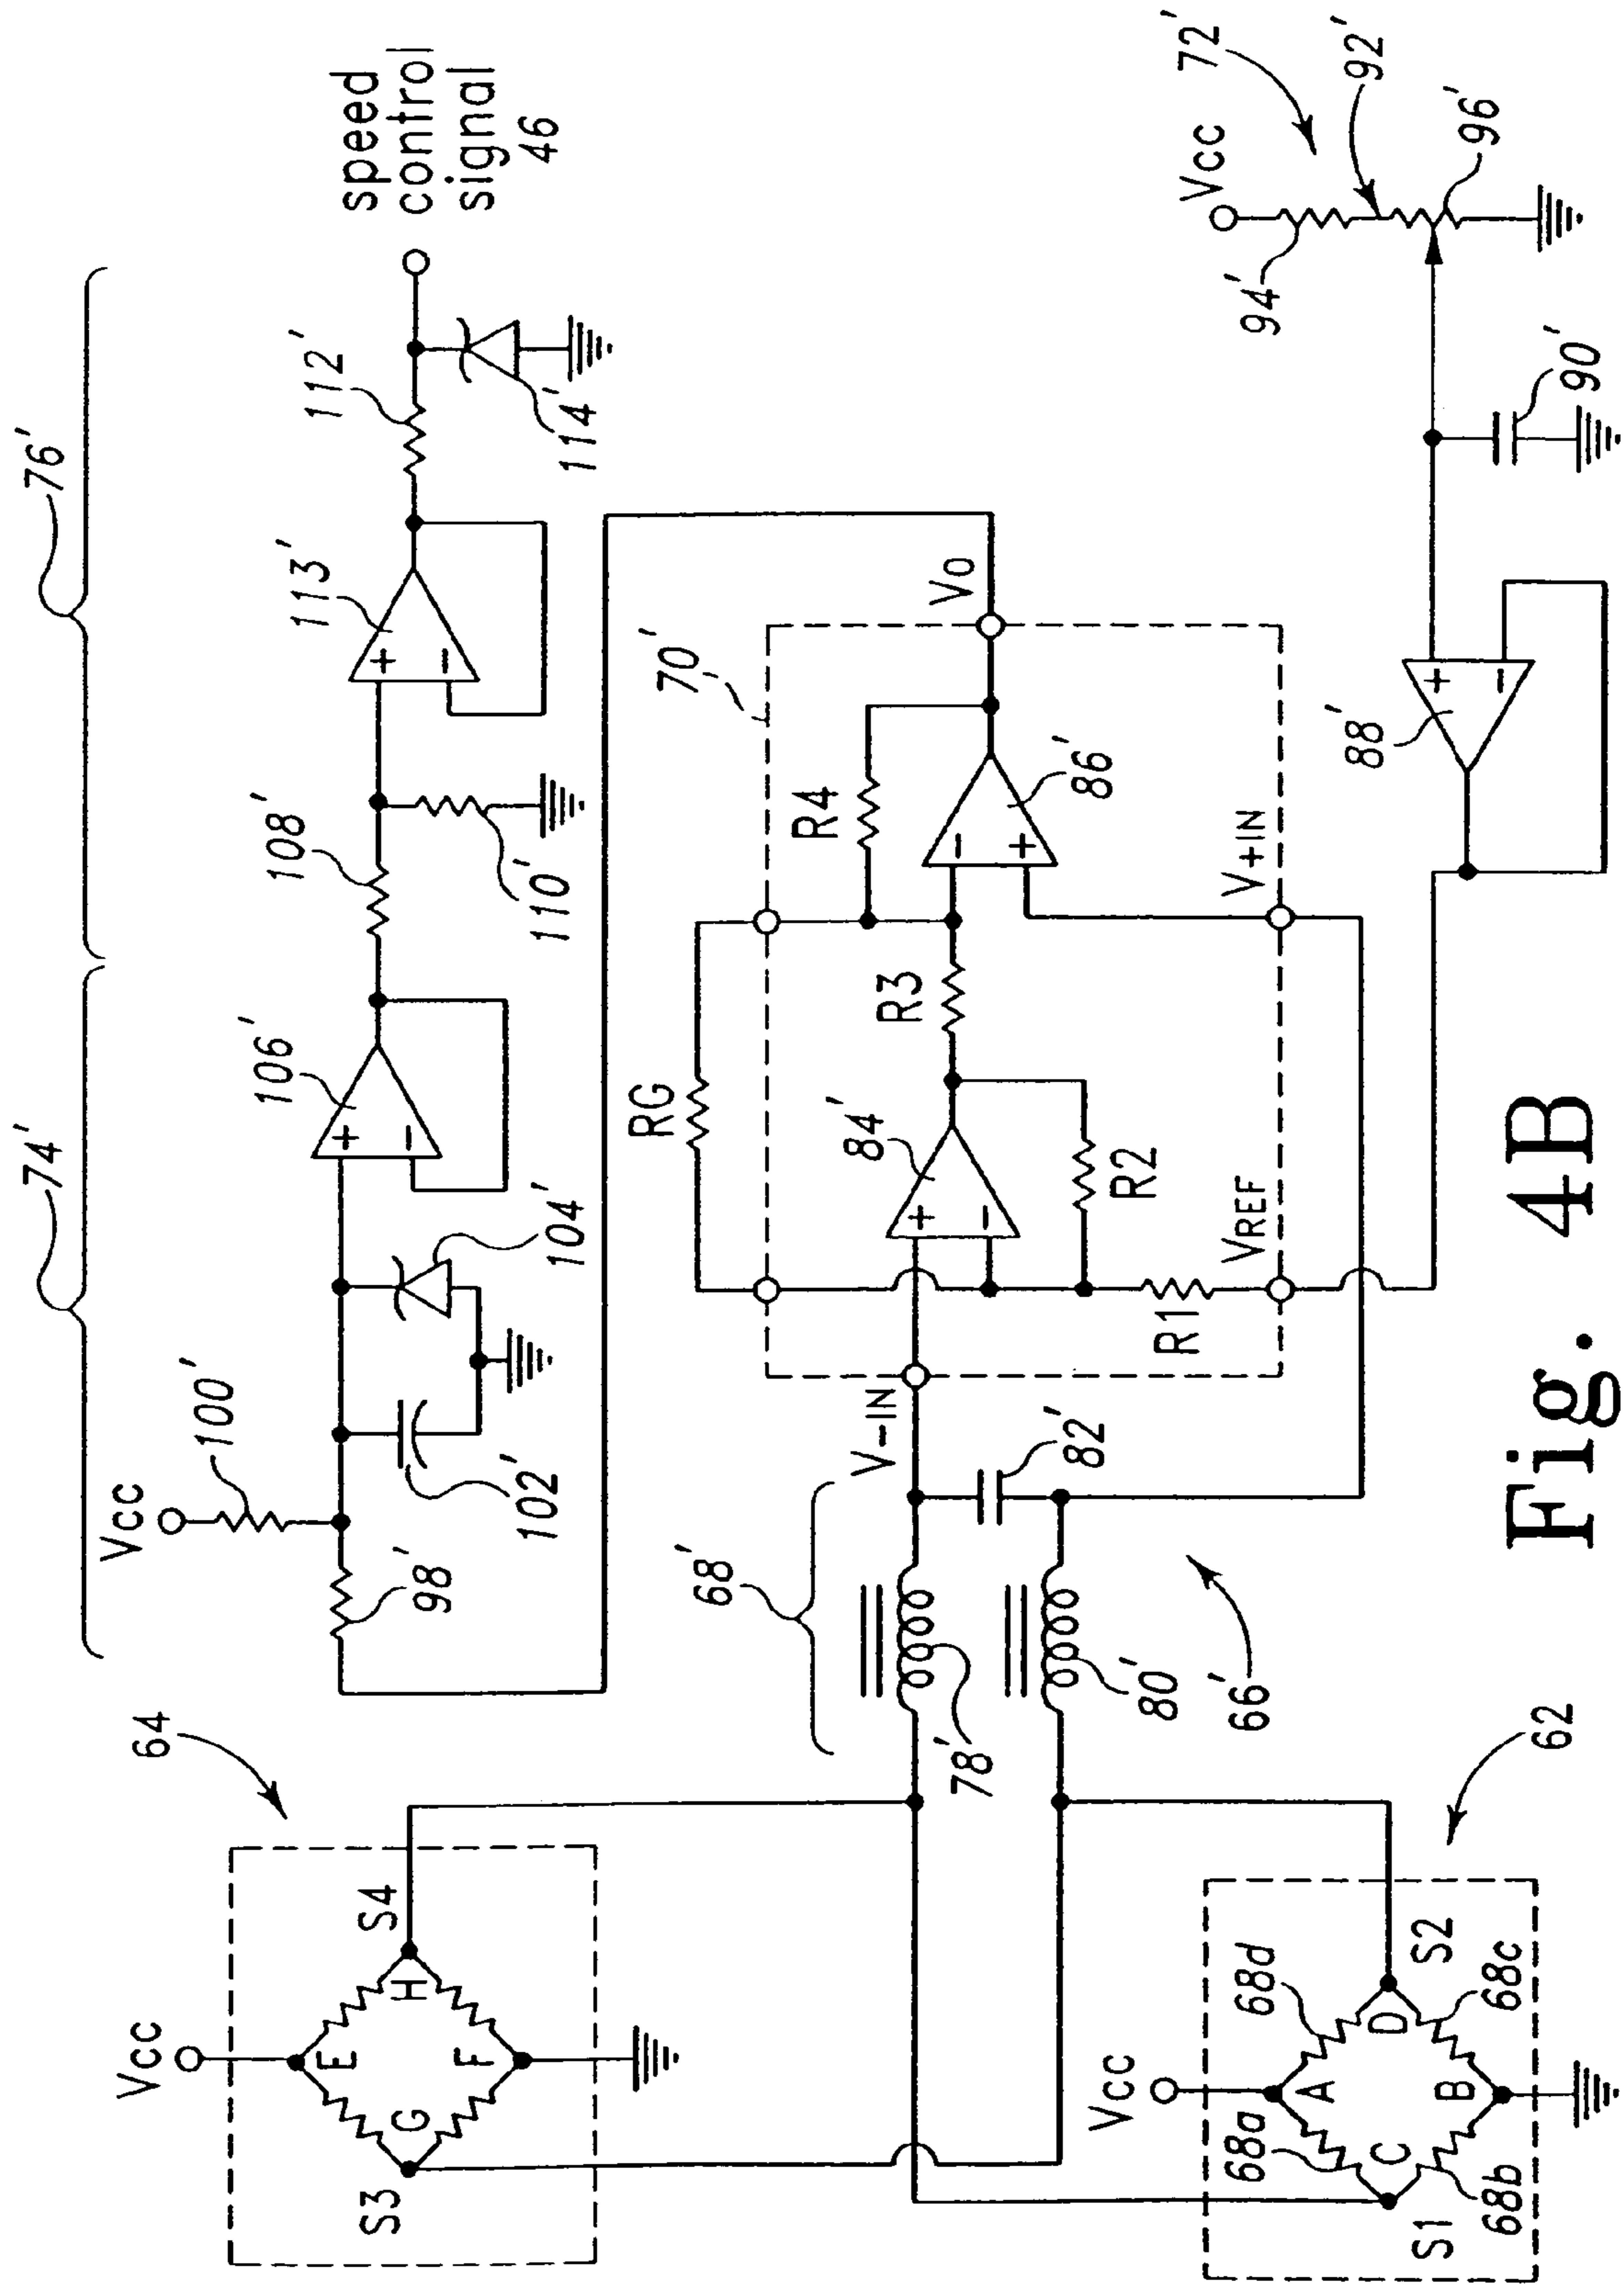 74'
76'
Vcc
100'
98'
102'
104'
106'
108'
110'
113'
112'
114'
speed
control
signal
46
64
Vcc
E
G
H
F
S3
S4
68'
78'
80'
82'
66'
V-IN
70'
RG
84'
R1
R2
R3
R4
86'
VREF
V+IN
VO
88'
90'
72'
Vcc
92'
94'
96'
62
Vcc
A
C
D
B
68a
68d
68b
68c
S1
S2
Fig. 4B